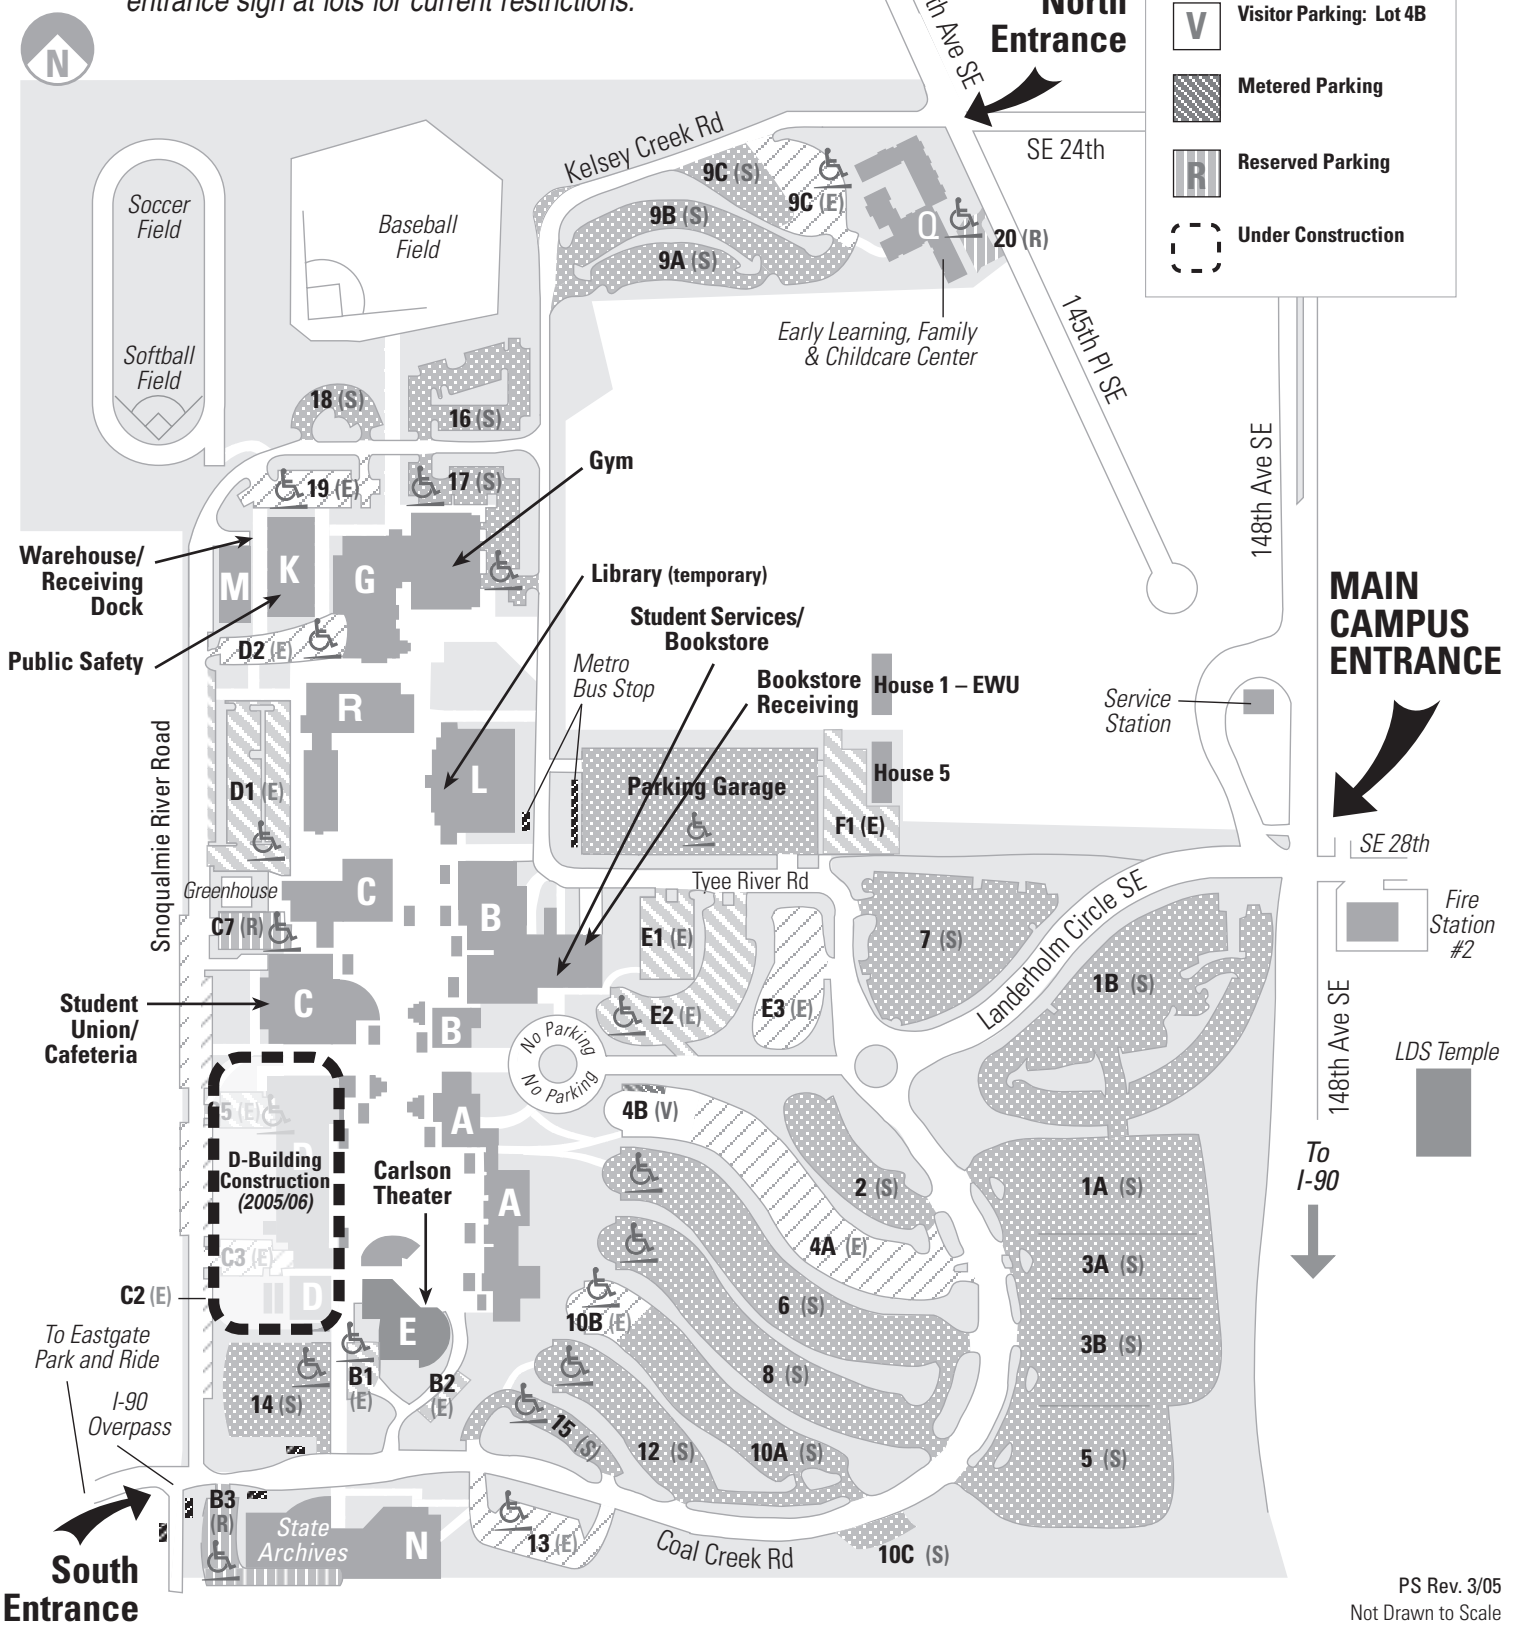 entrance sign at lots for current restrictions.
N
North
Entrance
th Ave SE
V Visitor Parking: Lot 4B
Metered Parking
R Reserved Parking
Under Construction
SE 24th
Kelsey Creek Rd
9C (S)
9C (E)
9B (S)
9A (S)
Q
20 (R)
Early Learning, Family
& Childcare Center
145th Pl SE
148th Ave SE
Soccer
Field
Baseball
Field
Softball
Field
18 (S)
16 (S)
19 (E)
17 (S)
Gym
Warehouse/
Receiving
Dock
M
K
G
Library (temporary)
Student Services/
Bookstore
Public Safety
D2 (E)
Metro
Bus Stop
Bookstore
Receiving
House 1 – EWU
MAIN
CAMPUS
ENTRANCE
Service
Station
R
L
Snoqualmie River Road
D1 (E)
Parking Garage
House 5
F1 (E)
SE 28th
Tyee River Rd
Greenhouse
C
B
C7 (R)
E1 (E)
7 (S)
Landerholm Circle SE
Fire
Station
#2
1B (S)
Student
Union/
Cafeteria
C
B
E2 (E)
E3 (E)
No Parking
No Parking
148th Ave SE
LDS Temple
C5 (E)
D
4B (V)
A
D-Building
Construction
(2005/06)
Carlson
Theater
To
I-90
2 (S)
1A (S)
A
4A (E)
C3 (E)
3A (S)
C2 (E)
D
6 (S)
10B (E)
E
3B (S)
To Eastgate
Park and Ride
B1
(E)
B2
(E)
8 (S)
I-90
Overpass
14 (S)
15 (S)
12 (S)
10A (S)
5 (S)
B3
(R)
State
Archives
N
13 (E)
Coal Creek Rd
10C (S)
South
Entrance
PS Rev. 3/05
Not Drawn to Scale